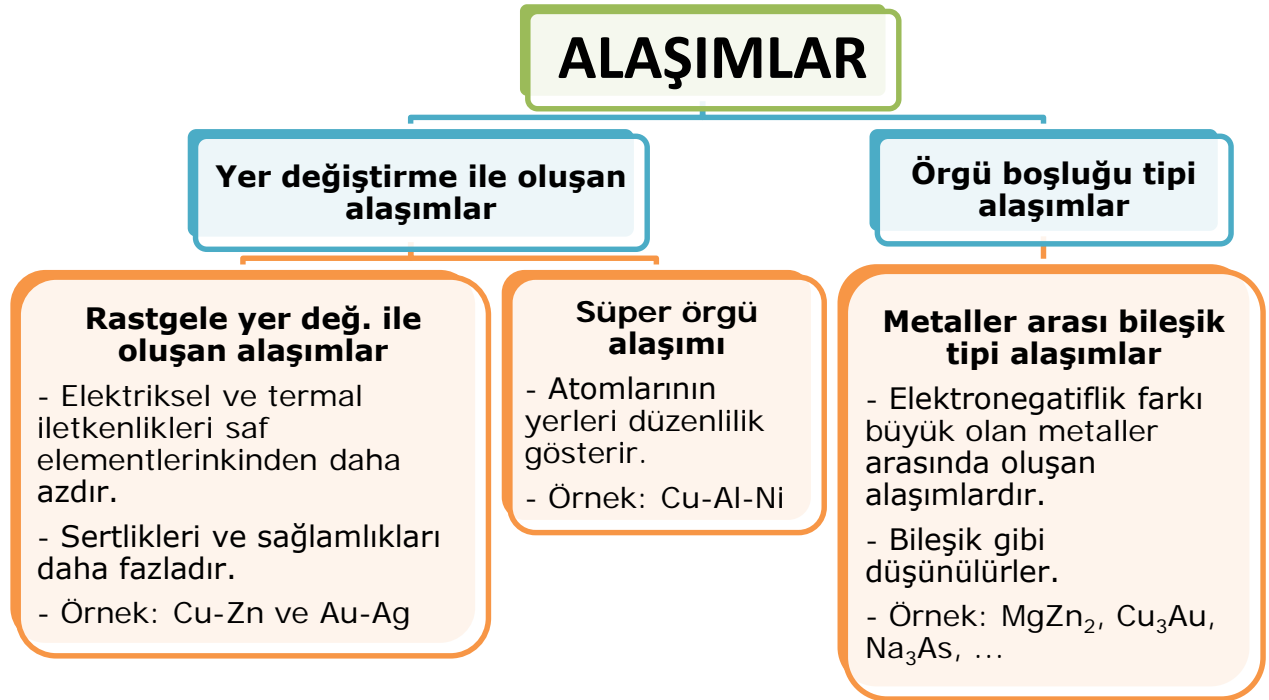 ALAŞIMLAR
Yer değiştirme ile oluşan
alaşımlar
Örgü boşluğu tipi
alaşımlar
Rastgele yer değ. ile
oluşan alaşımlar
- Elektriksel ve termal
iletkenlikleri saf
elementlerinkinden daha
azdır.
- Sertlikleri ve sağlamlıkları
daha fazladır.
- Örnek: Cu-Zn ve Au-Ag
Süper örgü
alaşımı
- Atomlarının
yerleri düzenlilik
gösterir.
- Örnek: Cu-Al-Ni
Metaller arası bileşik
tipi alaşımlar
- Elektronegatiflik farkı
büyük olan metaller
arasında oluşan
alaşımlardır.
- Bileşik gibi
düşünülürler.
- Örnek: MgZn₂, Cu₃Au,
Na₃As, ...